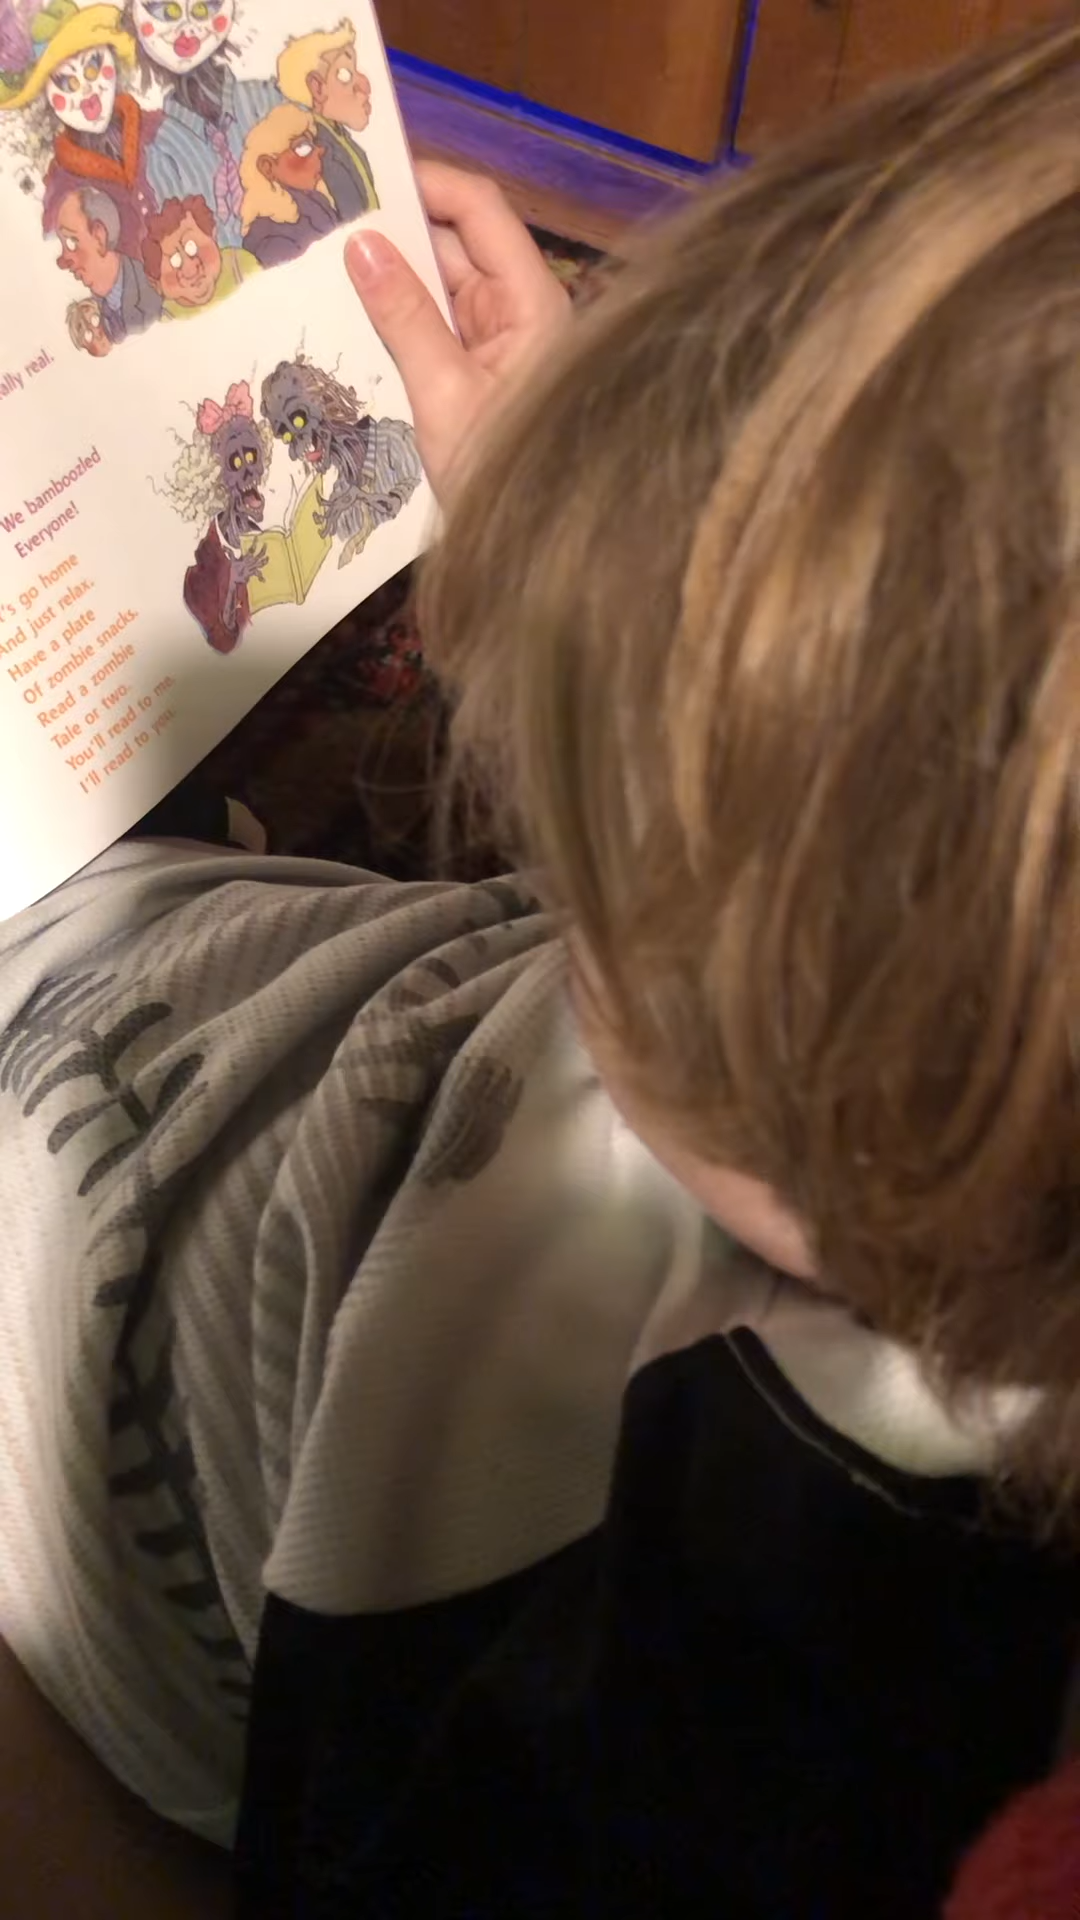 ally real.
We bamboozled
Everyone!
t's go home
And just relax.
Have a plate
Of zombie snacks.
Read a zombie
Tale or two.
You'll read to me.
I'll read to you.